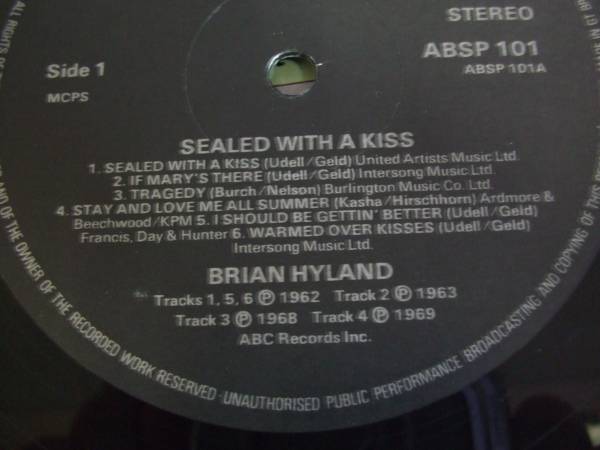 STEREO
Side 1
ABSP 101
MCPS
ABSP 101A
SEALED WITH A KISS
1. SEALED WITH A KISS (Udell/Geld) United Artists Music Ltd.
2. IF MARY'S THERE (Udell/Geld) Intersong Music Ltd.
3. TRAGEDY (Burch/Nelson) Burlington Music Co. Ltd.
4. STAY AND LOVE ME ALL SUMMER (Kasha/Hirschhorn) Ardmore &
Beechwood/KPM 5. I SHOULD BE GETTIN' BETTER (Udell/Geld)
Francis, Day & Hunter 6. WARMED OVER KISSES (Udell/Geld)
Intersong Music Ltd.
BRIAN HYLAND
Tracks 1, 5, 6 ℗ 1962 Track 2 ℗ 1963
Track 3 ℗ 1968 Track 4 ℗ 1969
ABC Records Inc.
ALL RIGHTS OF
AND OF THE OWNER OF THE RECORDED WORK RESERVED · UNAUTHORISED PUBLIC PERFORMANCE BROADCASTING AND COPYING OF THIS